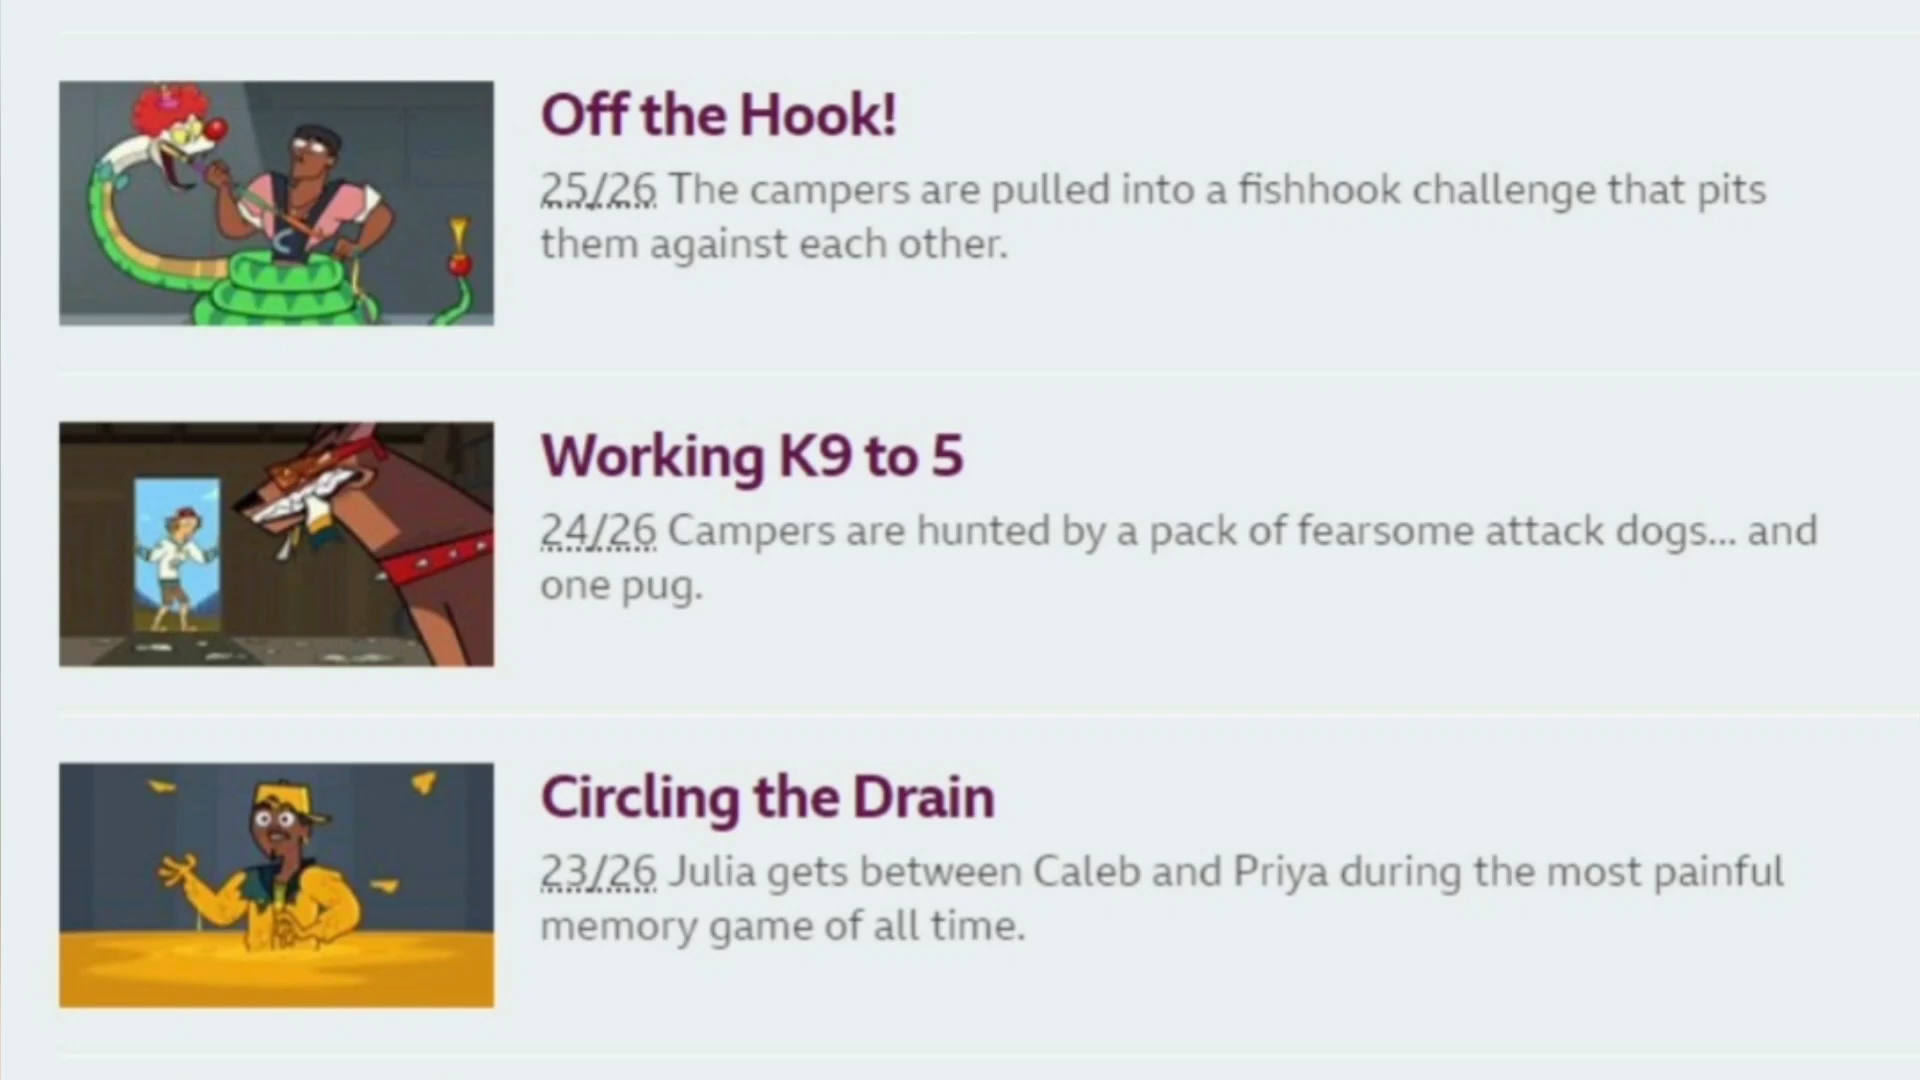 Off the Hook!
25/26 The campers are pulled into a fishhook challenge that pits
them against each other.
Working K9 to 5
24/26 Campers are hunted by a pack of fearsome attack dogs... and
one pug.
Circling the Drain
23/26 Julia gets between Caleb and Priya during the most painful
memory game of all time.